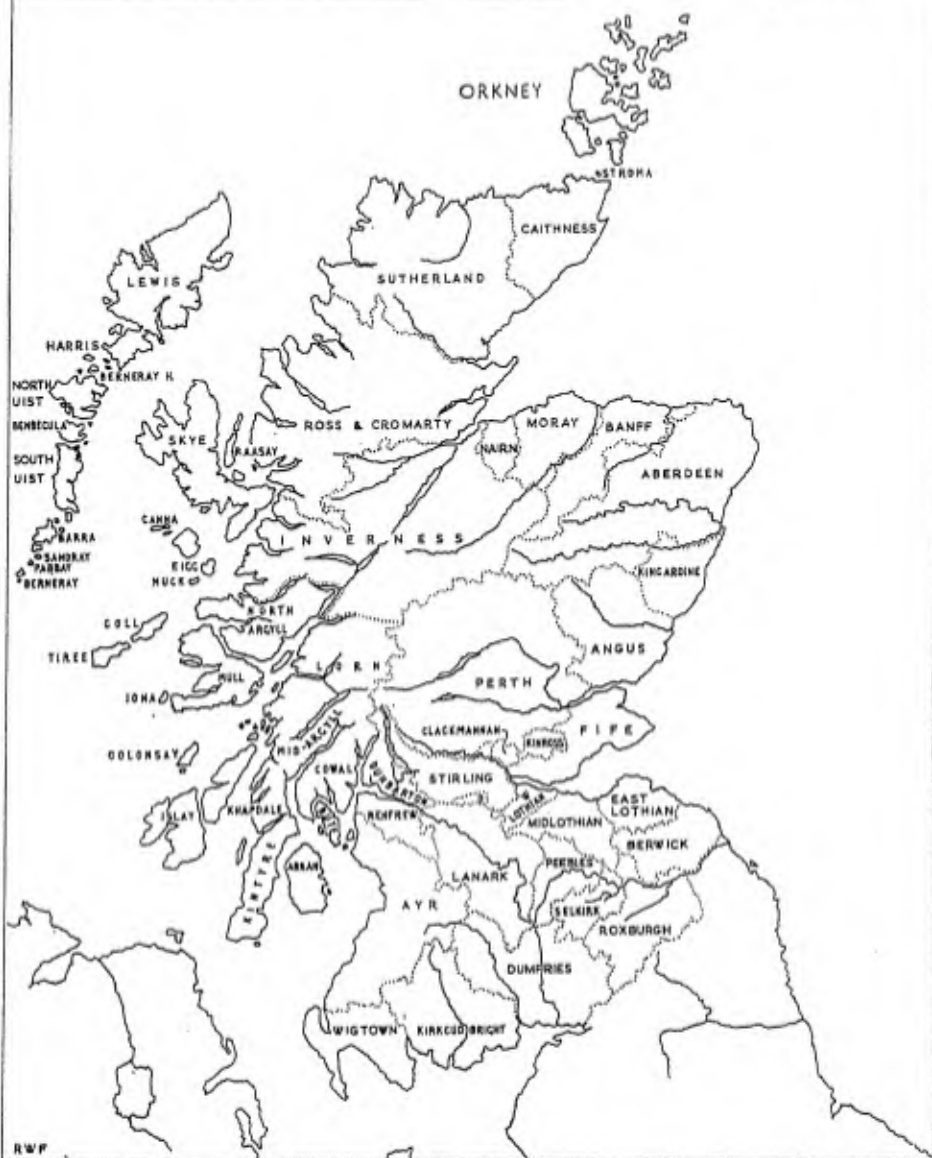 ORKNEY
STROMA
CAITHNESS
SUTHERLAND
LEWIS
HARRIS
BERNERAY H.
NORTH
UIST
BENBECULA
SOUTH
UIST
SKYE
RAASAY
ROSS & CROMARTY
NAIRN
MORAY
BANFF
ABERDEEN
CANNA
BARRA
SANDRAY
PABBAY
BERNERAY
EIGG
MUCK
INVERNESS
KINCARDINE
NORTH
ARGYLL
COLL
TIREE
MULL
IONA
LORN
ANGUS
PERTH
COLONSAY
MID-ARGYLL
CLACKMANNAN
KINROSS
FIFE
COWAL
DUNBARTON
STIRLING
ISLAY
KNAPDALE
BUTE
RENFREW
D.
W.
LOTHIAN
MIDLOTHIAN
EAST
LOTHIAN
BERWICK
KINTYRE
ARRAN
LANARK
PEEBLES
AYR
SELKIRK
ROXBURGH
DUMFRIES
WIGTOWN
KIRKCUDBRIGHT
RWF